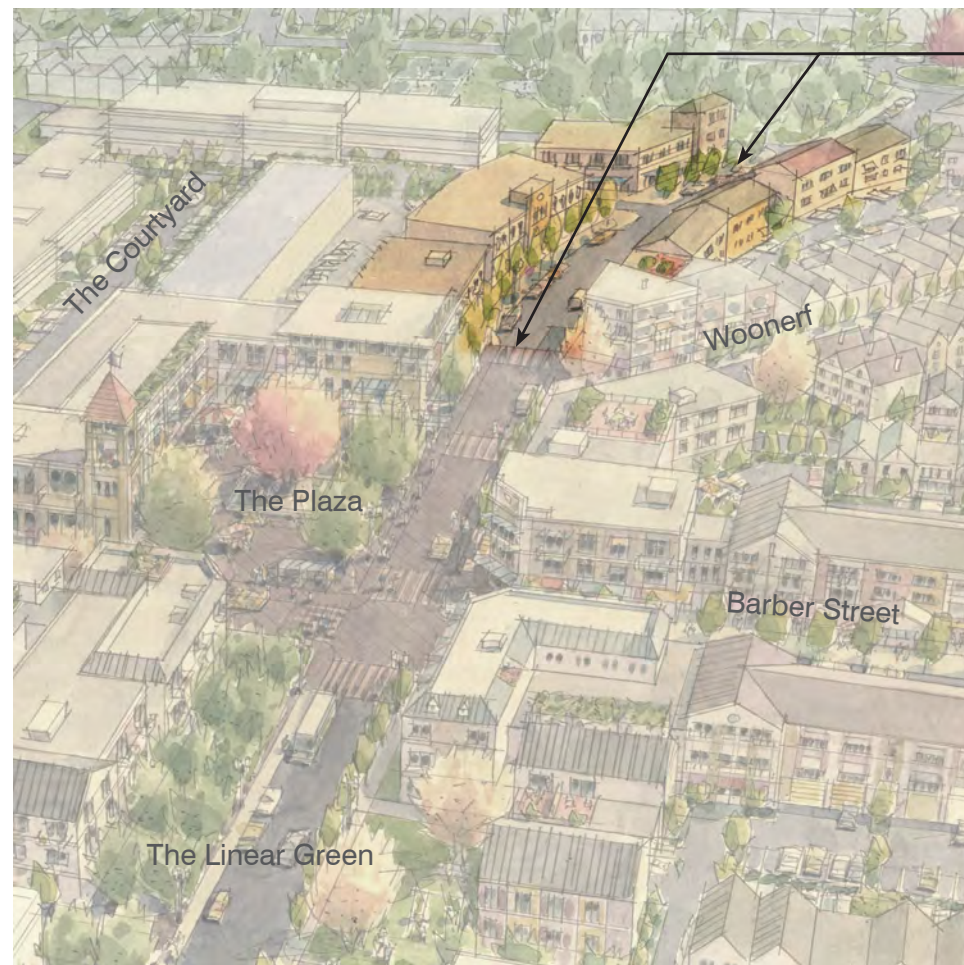 The Courtyard
Woonerf
The Plaza
Barber Street
The Linear Green